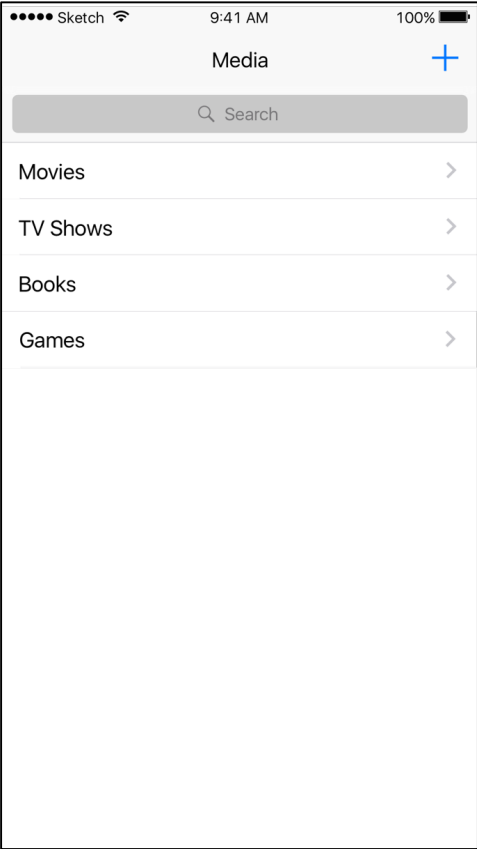 Sketch 9:41 AM 100%
Media
Search
Movies
TV Shows
Books
Games